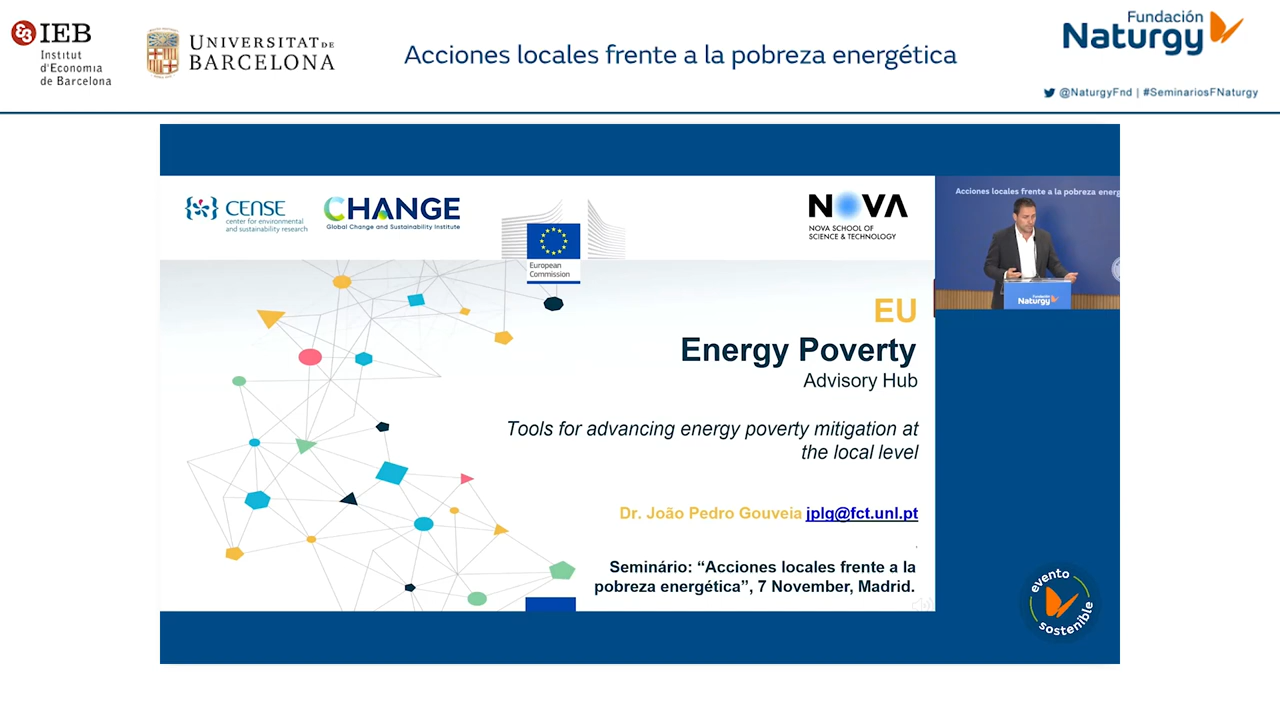 IEB
Institut
d'Economia
de Barcelona
UNIVERSITAT DE
BARCELONA
Acciones locales frente a la pobreza energética
Fundación
Naturgy
@NaturgyFnd | #SeminariosFNaturgy
CENSE
center for environmental
and sustainability research
CHANGE
Global Change and Sustainability Institute
European
Commission
NOVA
NOVA SCHOOL OF
SCIENCE & TECHNOLOGY
Acciones locales frente a la pobreza energ
Fundación
Naturgy
EU
Energy Poverty
Advisory Hub
Tools for advancing energy poverty mitigation at
the local level
Dr. João Pedro Gouveia jplg@fct.unl.pt
.
Seminário: “Acciones locales frente a la
pobreza energética”, 7 November, Madrid.
evento
sostenible